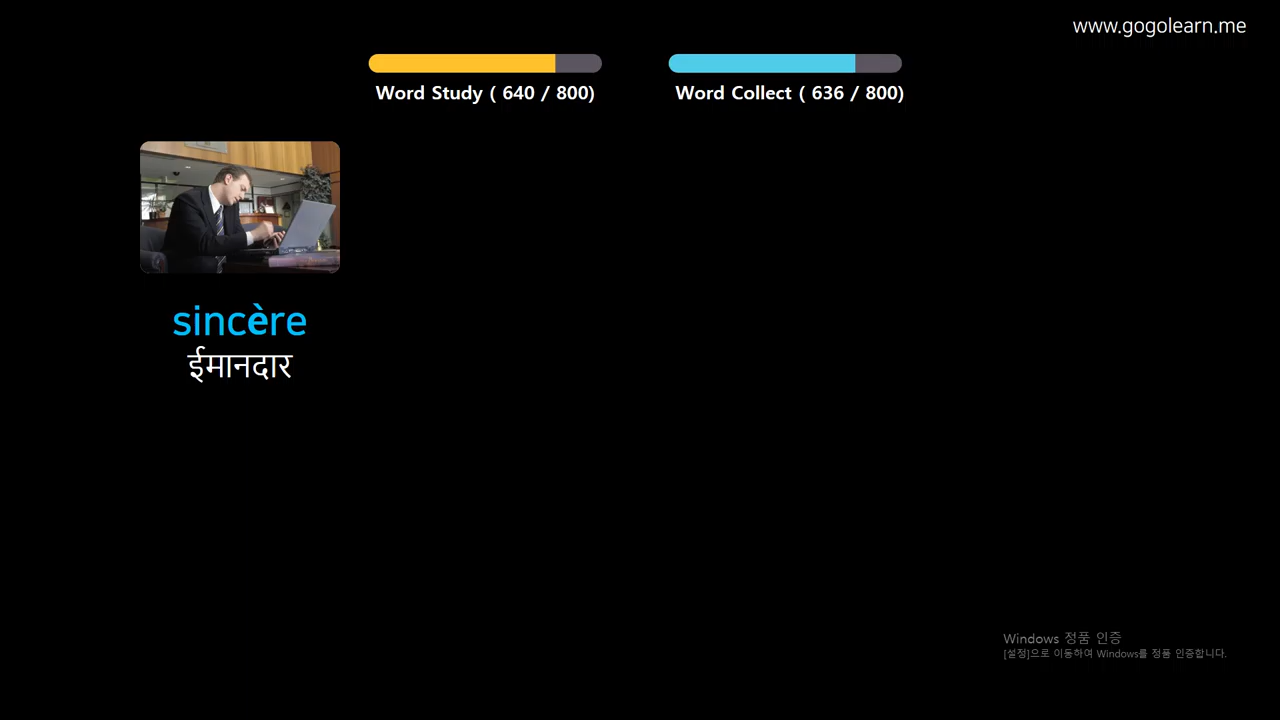 www.gogolearn.me
Word Study ( 640 / 800)
Word Collect ( 636 / 800)
sincère
ईमानदार
Windows 정품 인증
[설정]으로 이동하여 Windows를 정품 인증합니다.